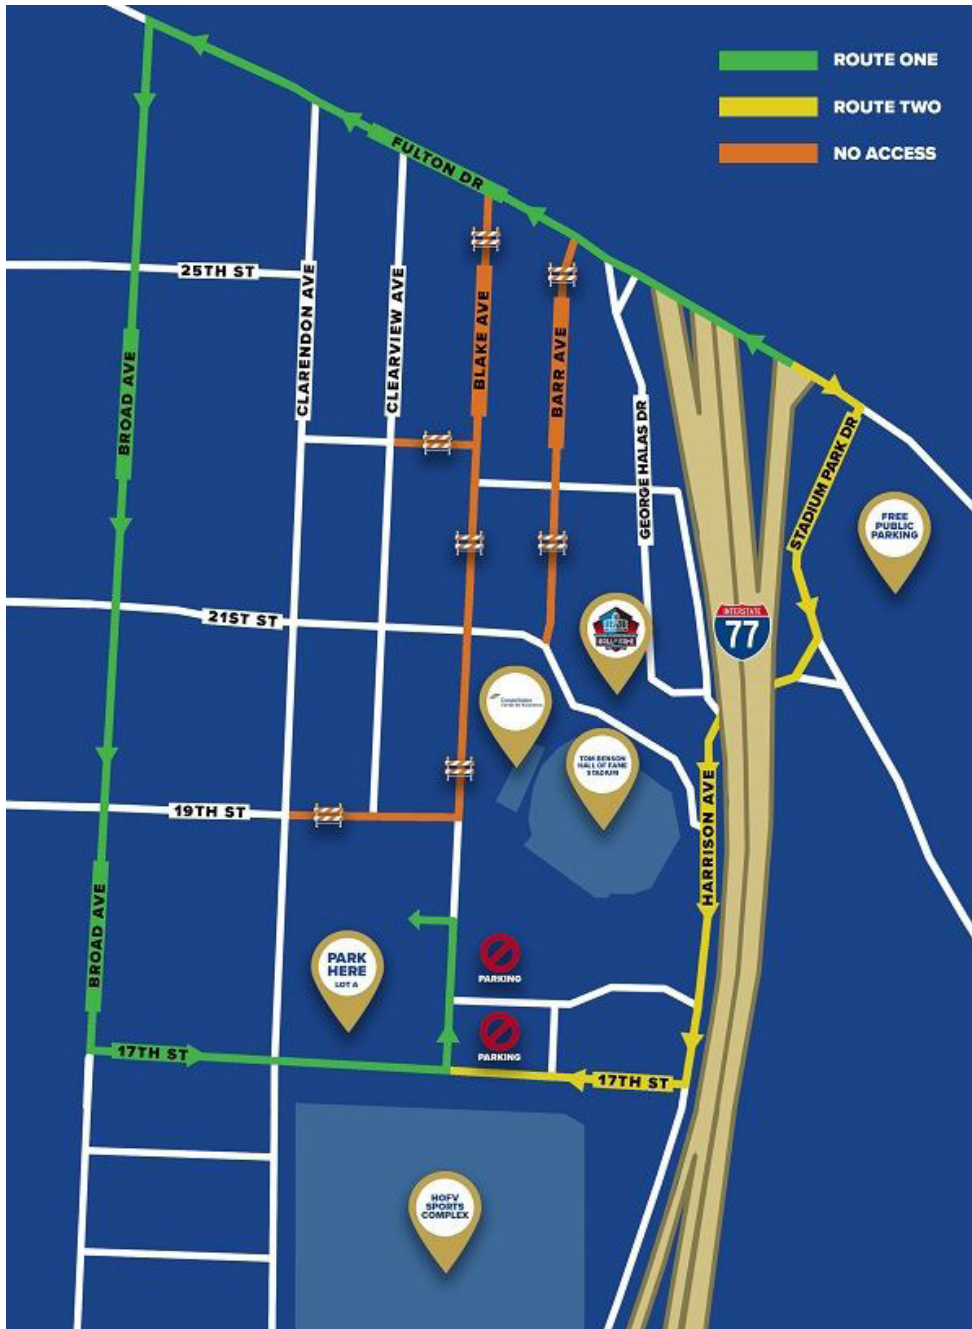 ROUTE ONE
ROUTE TWO
NO ACCESS
FULTON DR
25TH ST
CLARENDON AVE
CLEARVIEW AVE
BLAKE AVE
BARR AVE
BROAD AVE
GEORGE HALAS DR
STADIUM PARK DR
FREE
PUBLIC
PARKING
21ST ST
INTERSTATE
77
TOM BENSON
HALL OF FAME
STADIUM
19TH ST
HARRISON AVE
BROAD AVE
PARK
HERE
LOT A
PARKING
PARKING
17TH ST
17TH ST
HOFV
SPORTS
COMPLEX